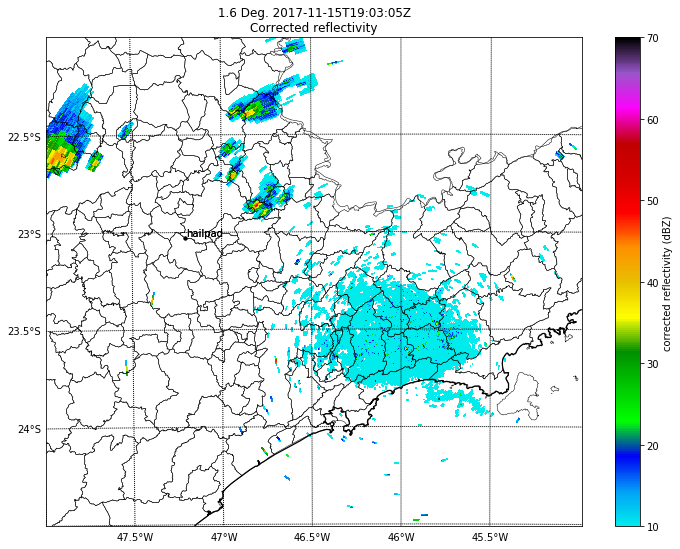 1.6 Deg. 2017-11-15T19:03:05Z
Corrected reflectivity
22.5°S
23°S
23.5°S
24°S
hailpad
47.5°W
47°W
46.5°W
46°W
45.5°W
70
60
50
40
30
20
10
corrected reflectivity (dBZ)